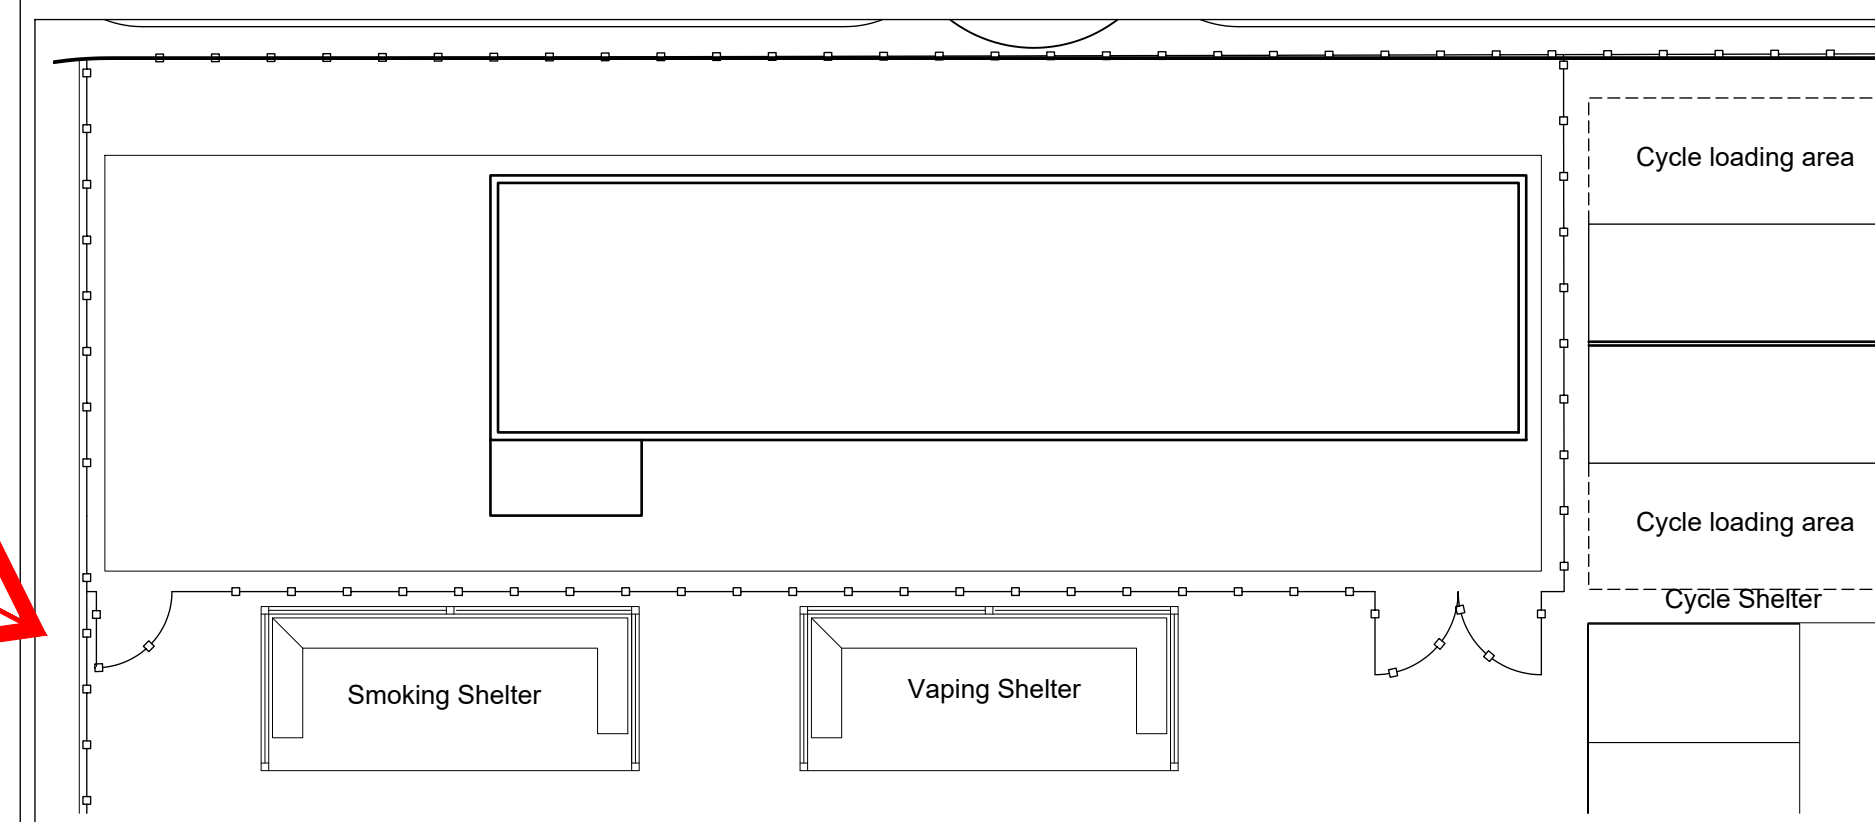 Cycle loading area
Cycle loading area
Cycle Shelter
Smoking Shelter
Vaping Shelter